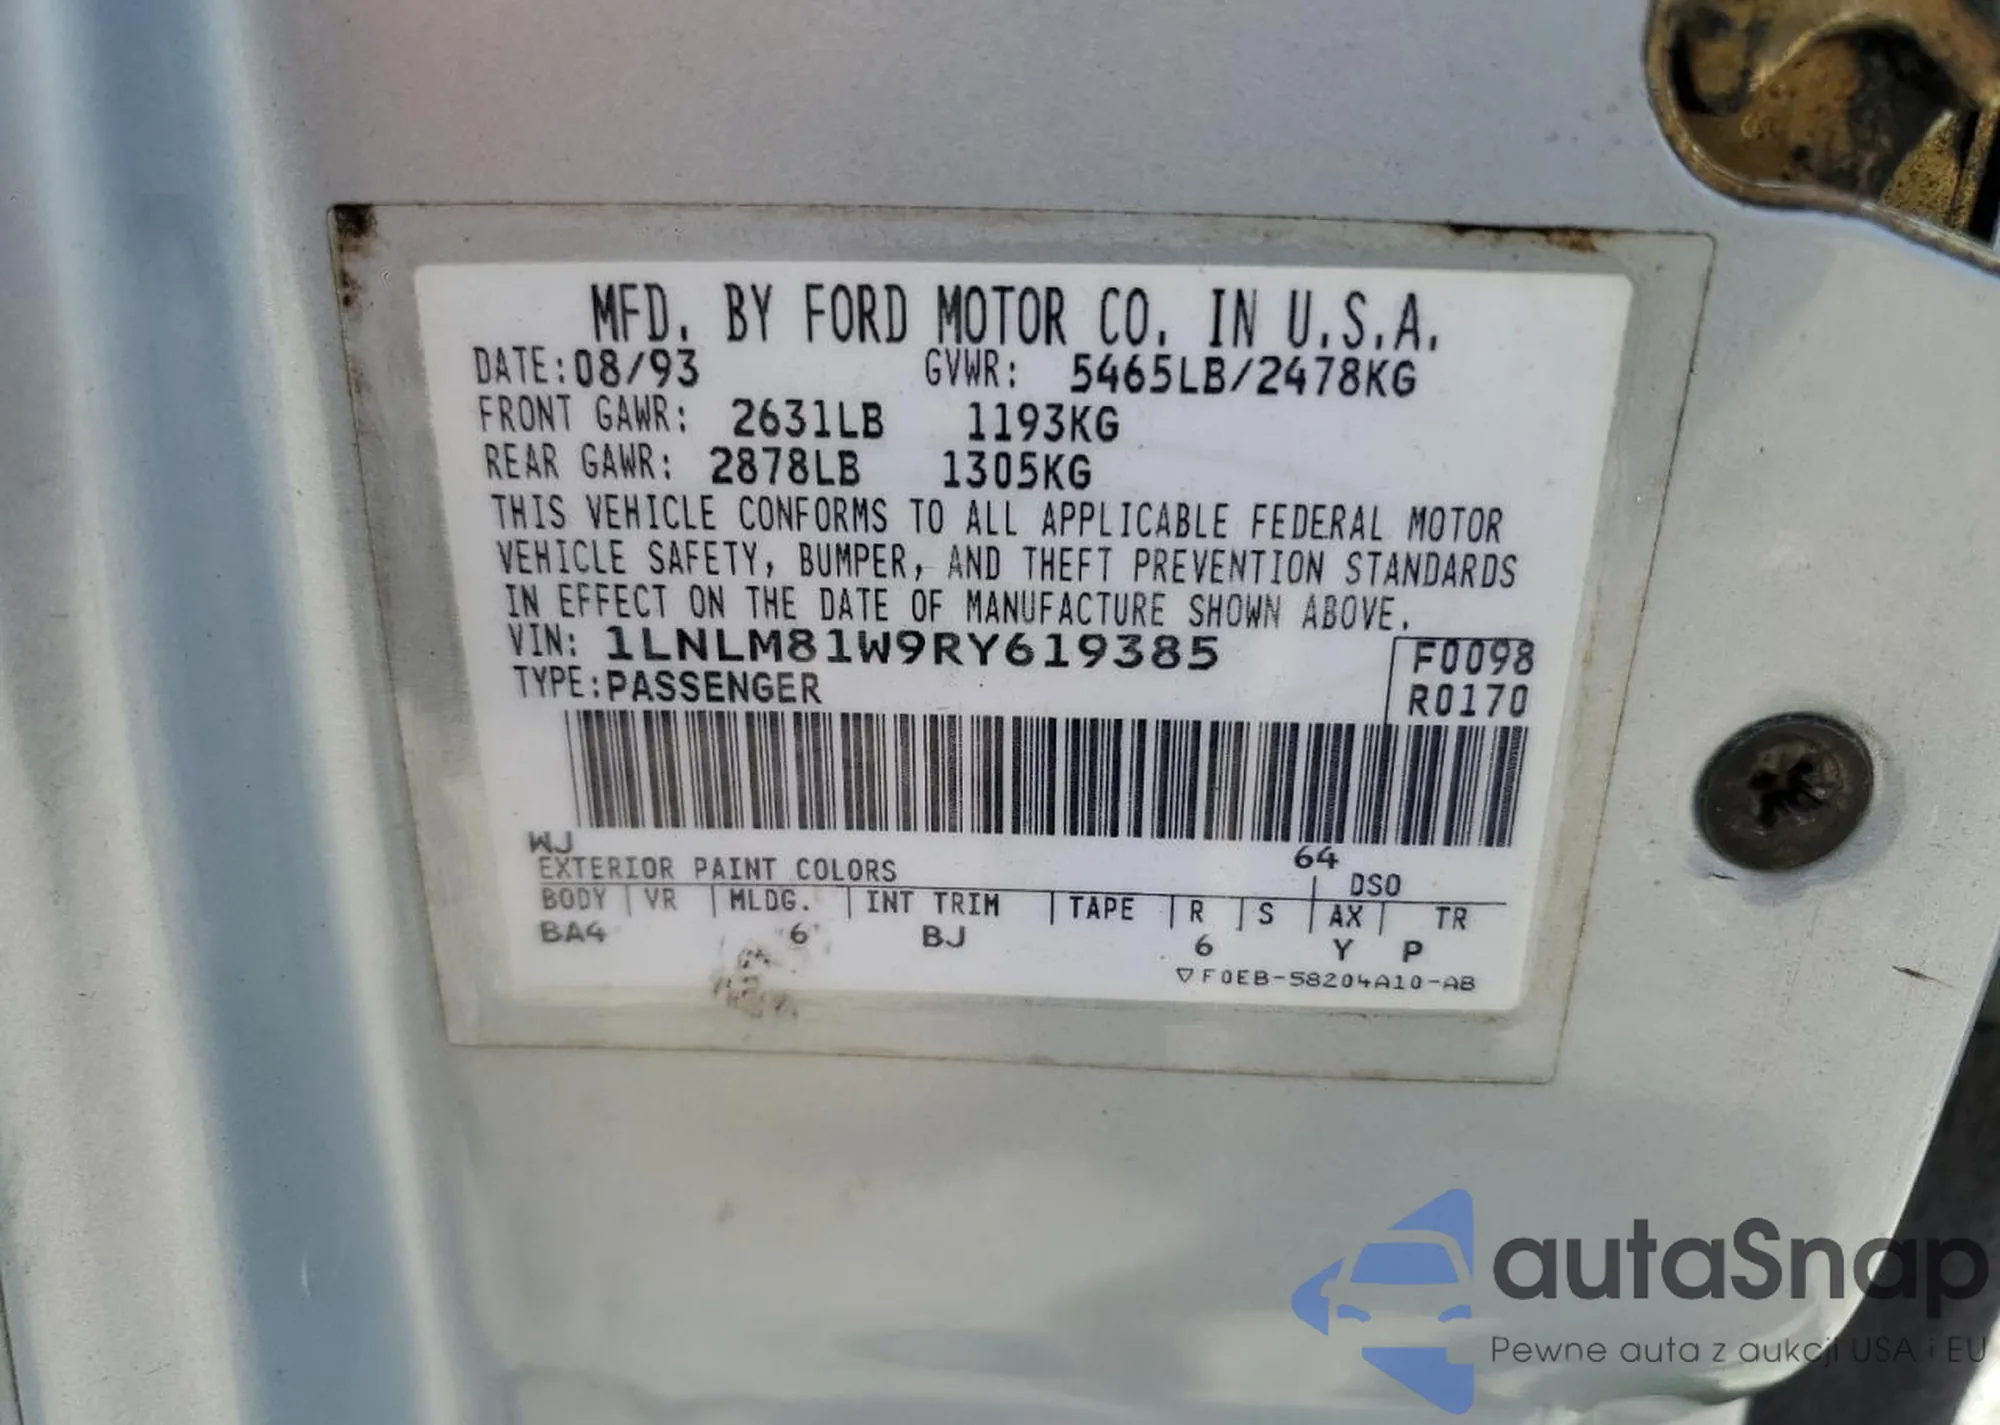 MFD. BY FORD MOTOR CO. IN U.S.A.
DATE:08/93 GVWR: 5465LB/2478KG
FRONT GAWR: 2631LB 1193KG
REAR GAWR: 2878LB 1305KG
THIS VEHICLE CONFORMS TO ALL APPLICABLE FEDERAL MOTOR
VEHICLE SAFETY, BUMPER, AND THEFT PREVENTION STANDARDS
IN EFFECT ON THE DATE OF MANUFACTURE SHOWN ABOVE.
VIN: 1LNLM81W9RY619385 F0098
TYPE:PASSENGER R0170
WJ 64
EXTERIOR PAINT COLORS DSO
BODY VR MLDG. INT TRIM TAPE R S AX TR
BA4 6 BJ 6 Y P
▽F0EB-58204A10-AB
autaSnap
Pewne auta z aukcji USA i EU